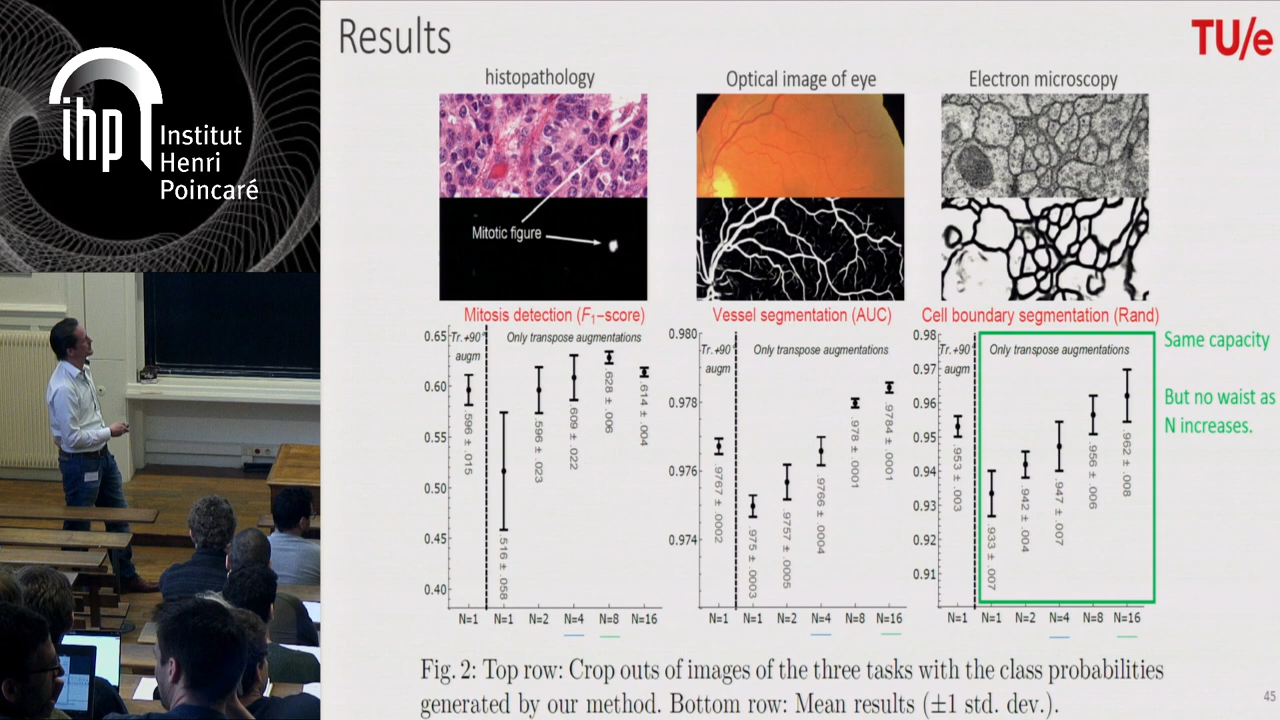 ihp
Institut
Henri
Poincaré
Results
TU/e
histopathology
Optical image of eye
Electron microscopy
Mitotic figure
Mitosis detection (F₁−score)
Vessel segmentation (AUC)
Cell boundary segmentation (Rand)
0.65
0.60
0.55
0.50
0.45
0.40
Tr.+90°
augm
Only transpose augmentations
.596 ± .015
.516 ± .058
.596 ± .023
.609 ± .022
.628 ± .006
.614 ± .004
N=1
N=1
N=2
N=4
N=8
N=16
0.980
0.978
0.976
0.974
Tr.+90°
augm
Only transpose augmentations
.9767 ± .0002
.975 ± .0003
.9757 ± .0005
.9766 ± .0004
.978 ± .0001
.9784 ± .0001
N=1
N=1
N=2
N=4
N=8
N=16
0.98
0.97
0.96
0.95
0.94
0.93
0.92
0.91
Tr.+90°
augm
Only transpose augmentations
.953 ± .003
.933 ± .007
.942 ± .004
.947 ± .007
.956 ± .006
.962 ± .008
N=1
N=1
N=2
N=4
N=8
N=16
Same capacity
But no waist as
N increases.
Fig. 2: Top row: Crop outs of images of the three tasks with the class probabilities
generated by our method. Bottom row: Mean results (±1 std. dev.).
45